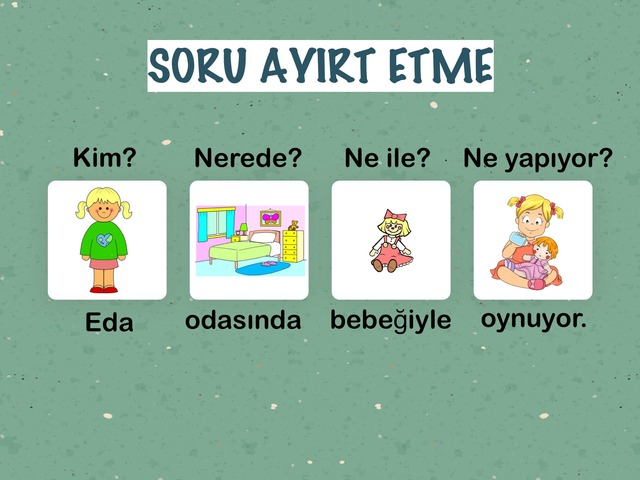 SORU AYIRT ETME
Kim? Nerede? Ne ile? Ne yapıyor?
Eda odasında bebeğiyle oynuyor.